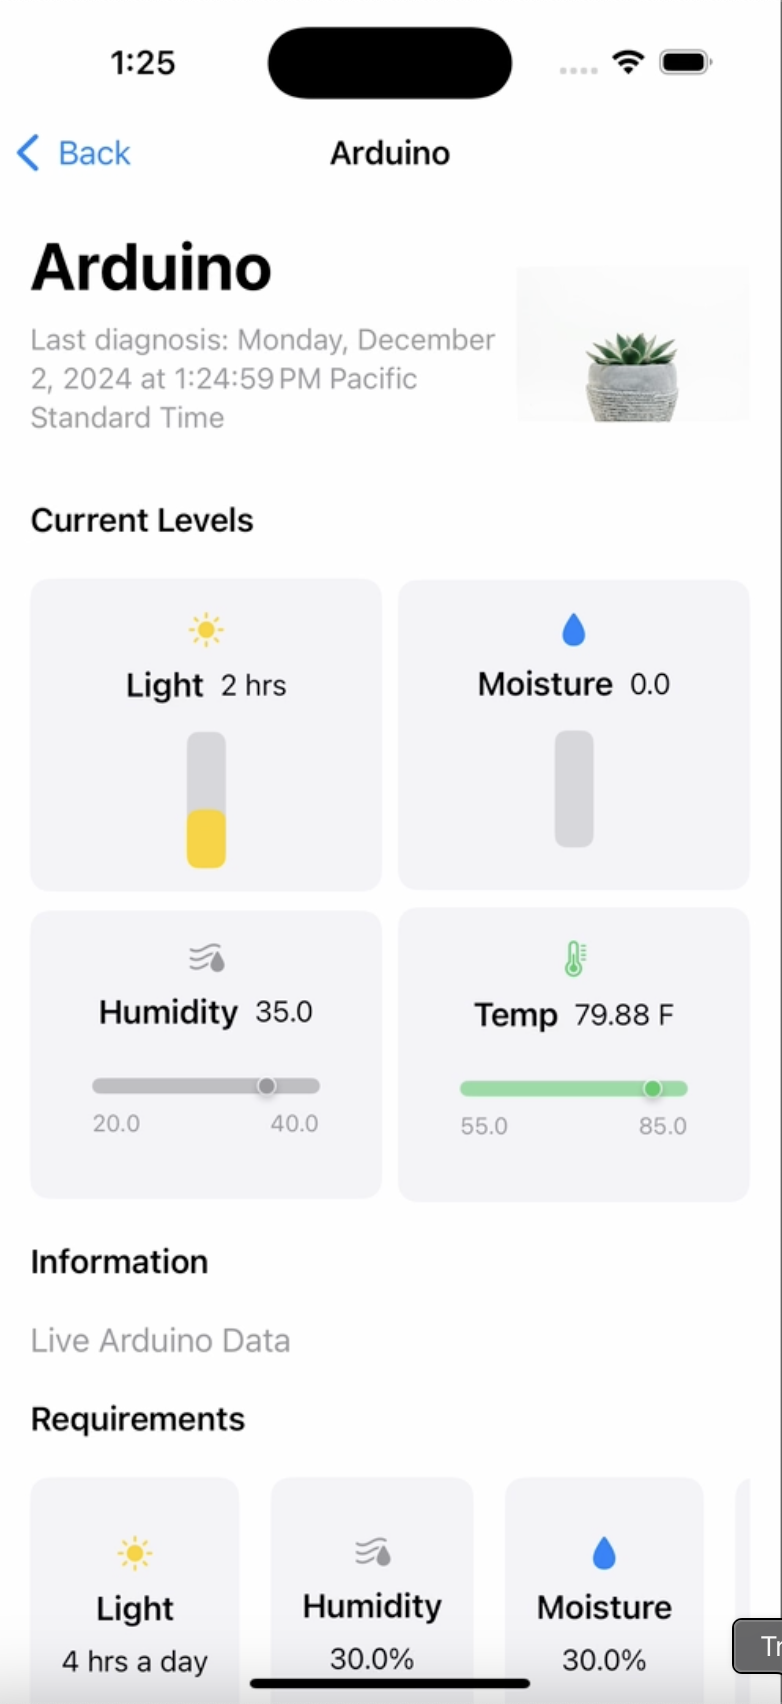 1:25
Back
Arduino
Arduino
Last diagnosis: Monday, December
2, 2024 at 1:24:59 PM Pacific
Standard Time
Current Levels
Light 2 hrs
Moisture 0.0
Humidity 35.0
Temp 79.88 F
20.0 40.0
55.0 85.0
Information
Live Arduino Data
Requirements
Light
Humidity
Moisture
4 hrs a day
30.0%
30.0%